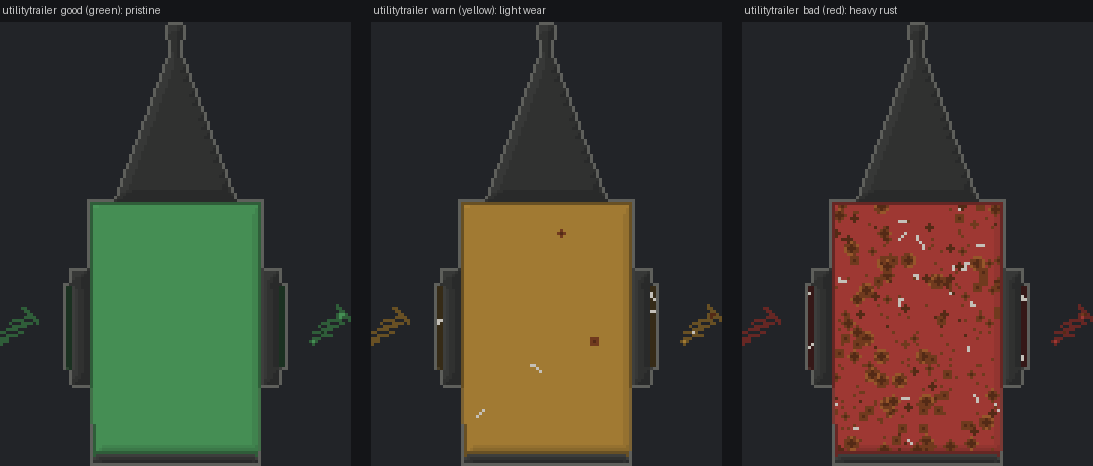 utilitytrailer good (green): pristine
utilitytrailer warn (yellow): light wear
utilitytrailer bad (red): heavy rust